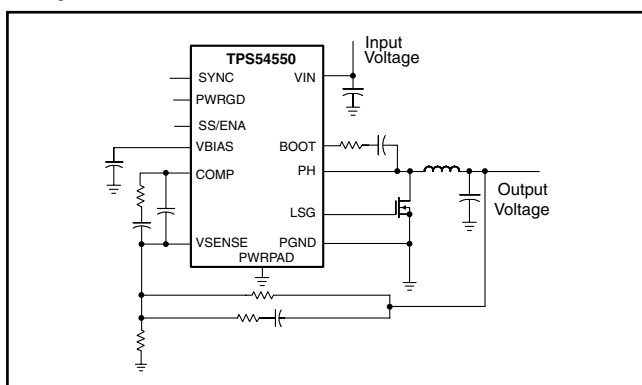 TPS54550
Input
Voltage
SYNC
VIN
PWRGD
SS/ENA
VBIAS
BOOT
COMP
PH
Output
Voltage
LSG
VSENSE
PGND
PWRPAD